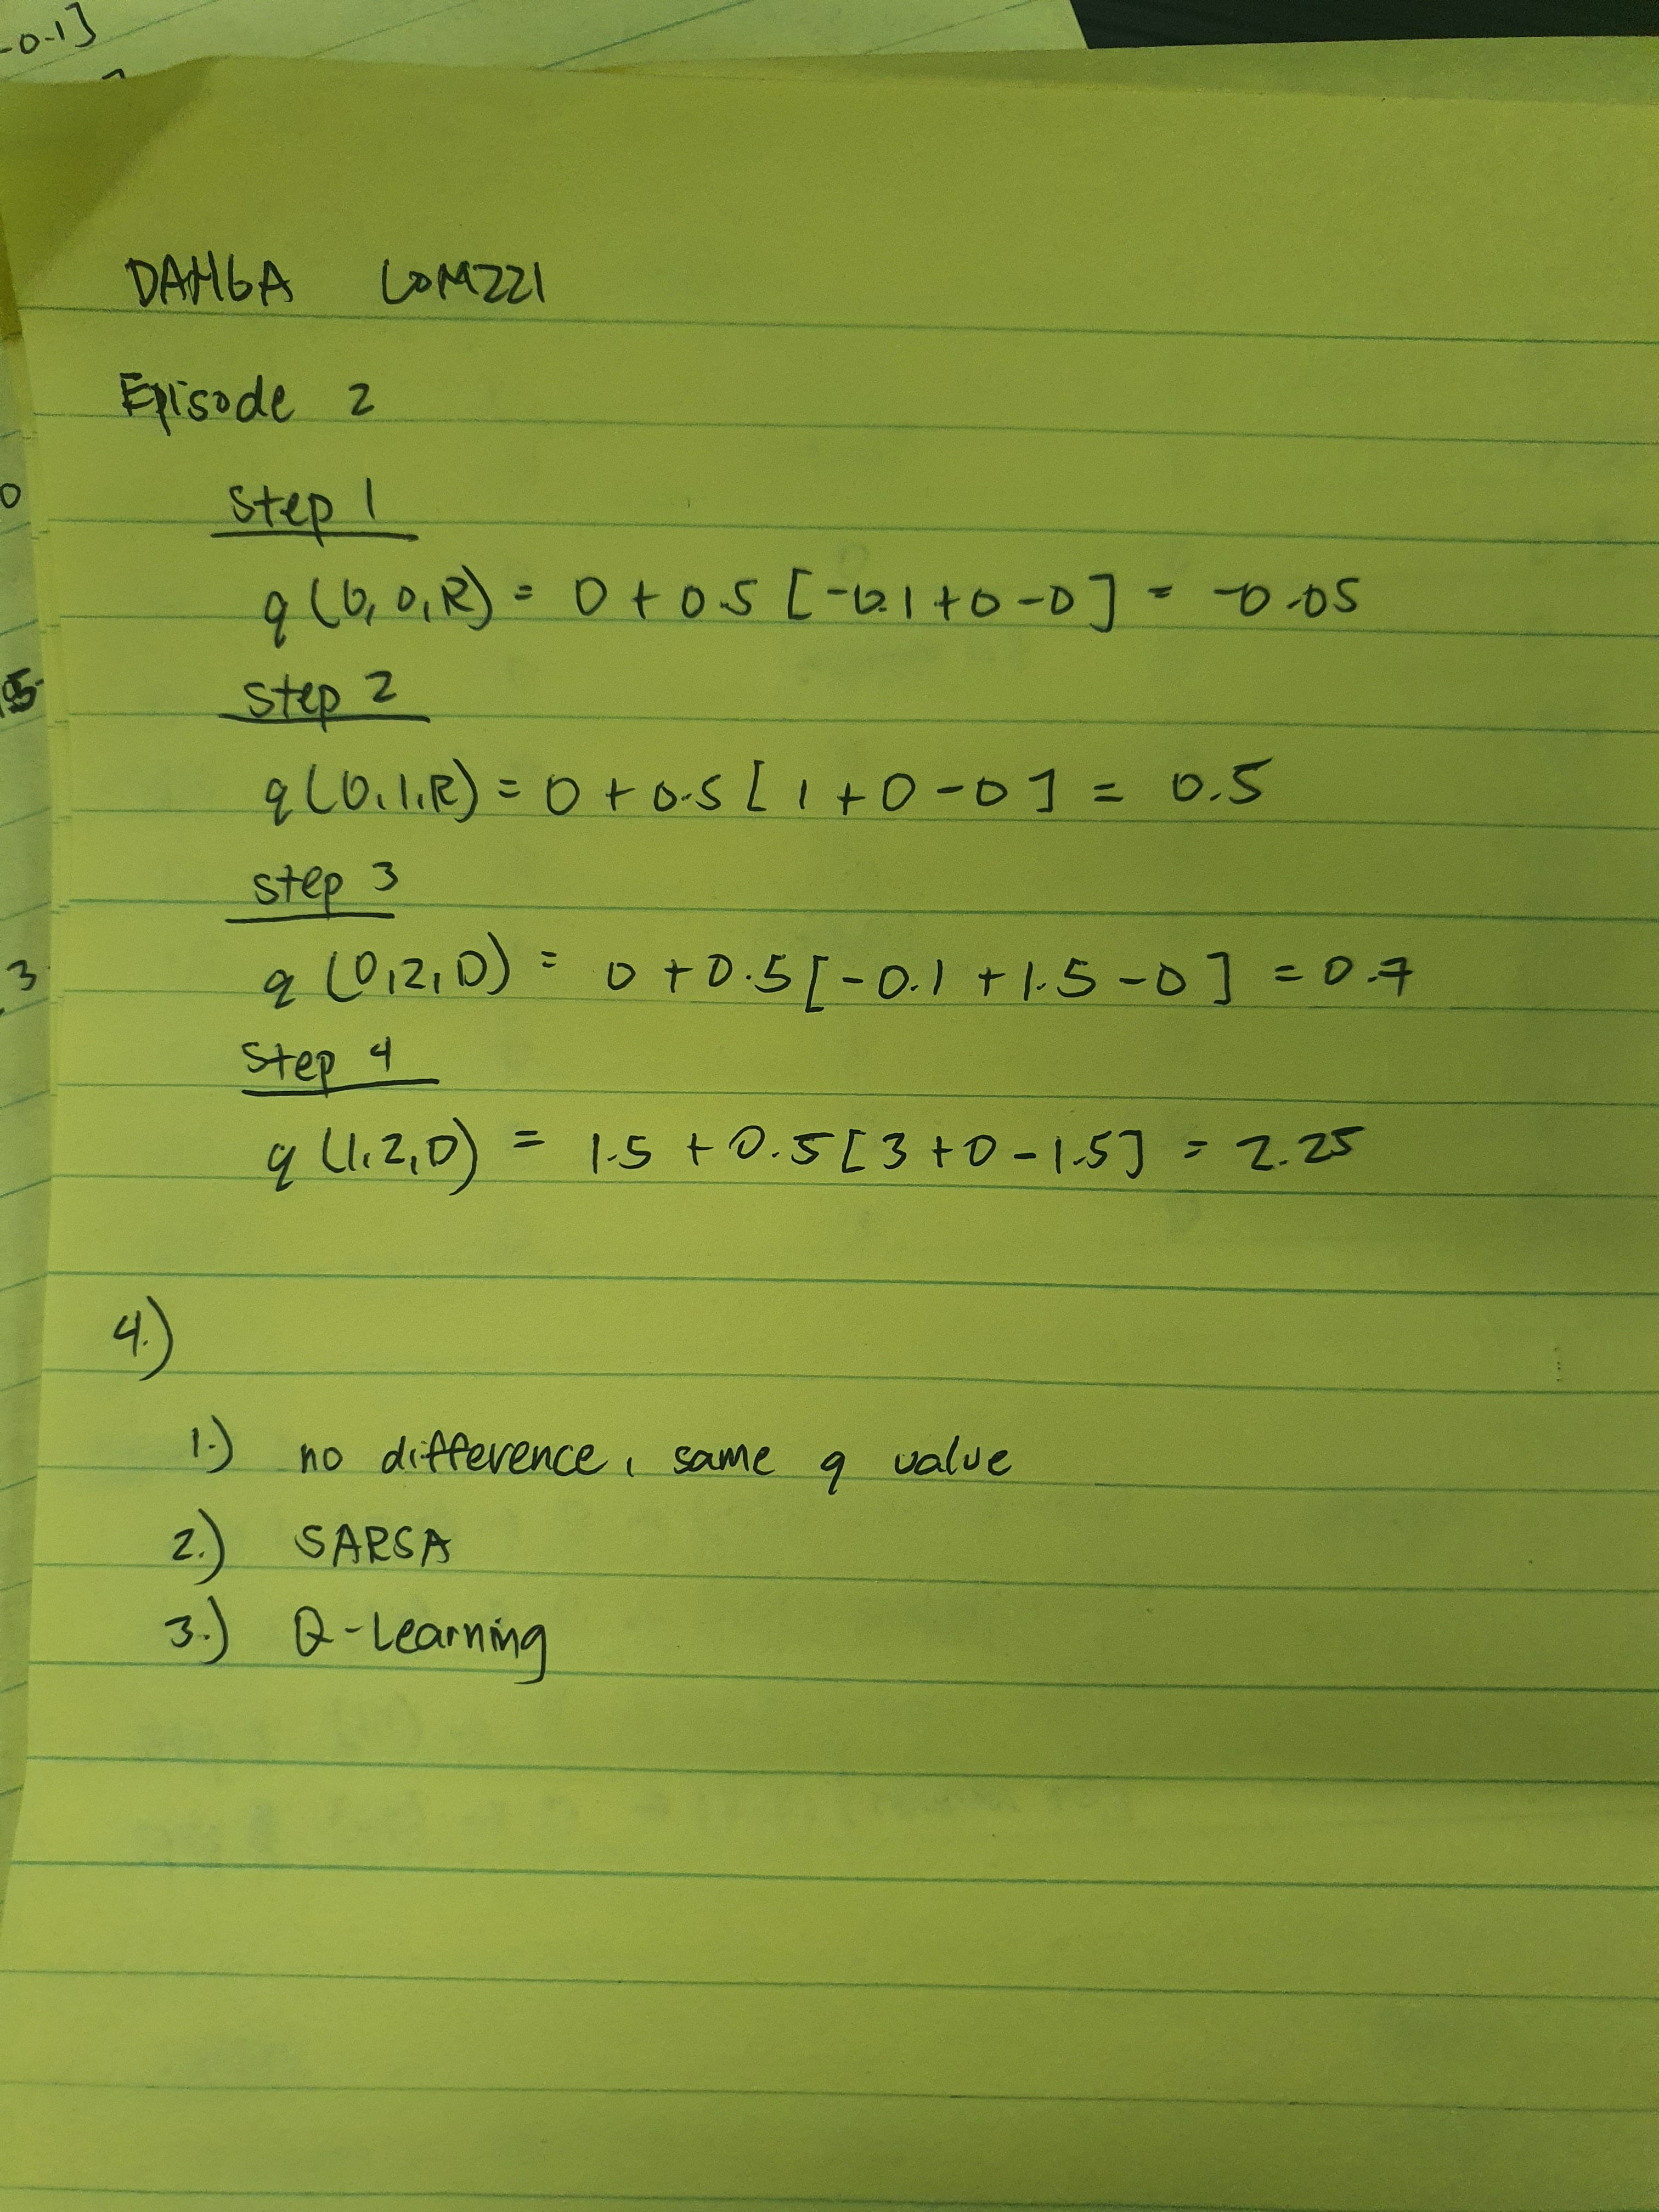 -0.1]
DAMBA LOMZZI
Episode 2
0
Step 1
q(0,0,R) = 0 + 0.5 [-0.1 + 0 - 0] = -0.05
5
Step 2
q(0,1,R) = 0 + 0.5 [1 + 0 - 0] = 0.5
Step 3
3
q(0,2,D) = 0 + 0.5 [-0.1 + 1.5 - 0] = 0.7
Step 4
q(1,2,D) = 1.5 + 0.5 [3 + 0 - 1.5] = 2.25
4.)
1.) no difference, same q value
2.) SARSA
3.) Q-Learning